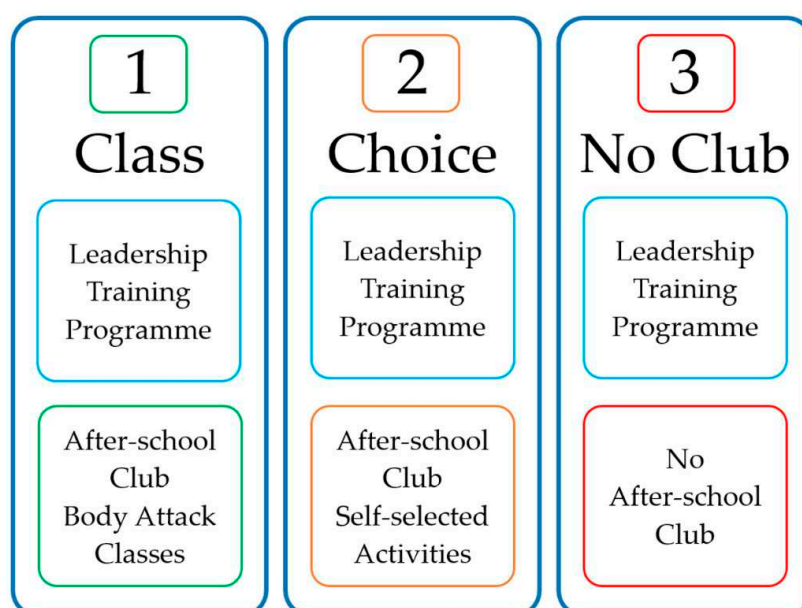 1
Class
Leadership
Training
Programme
After-school
Club
Body Attack
Classes
2
Choice
Leadership
Training
Programme
After-school
Club
Self-selected
Activities
3
No Club
Leadership
Training
Programme
No
After-school
Club